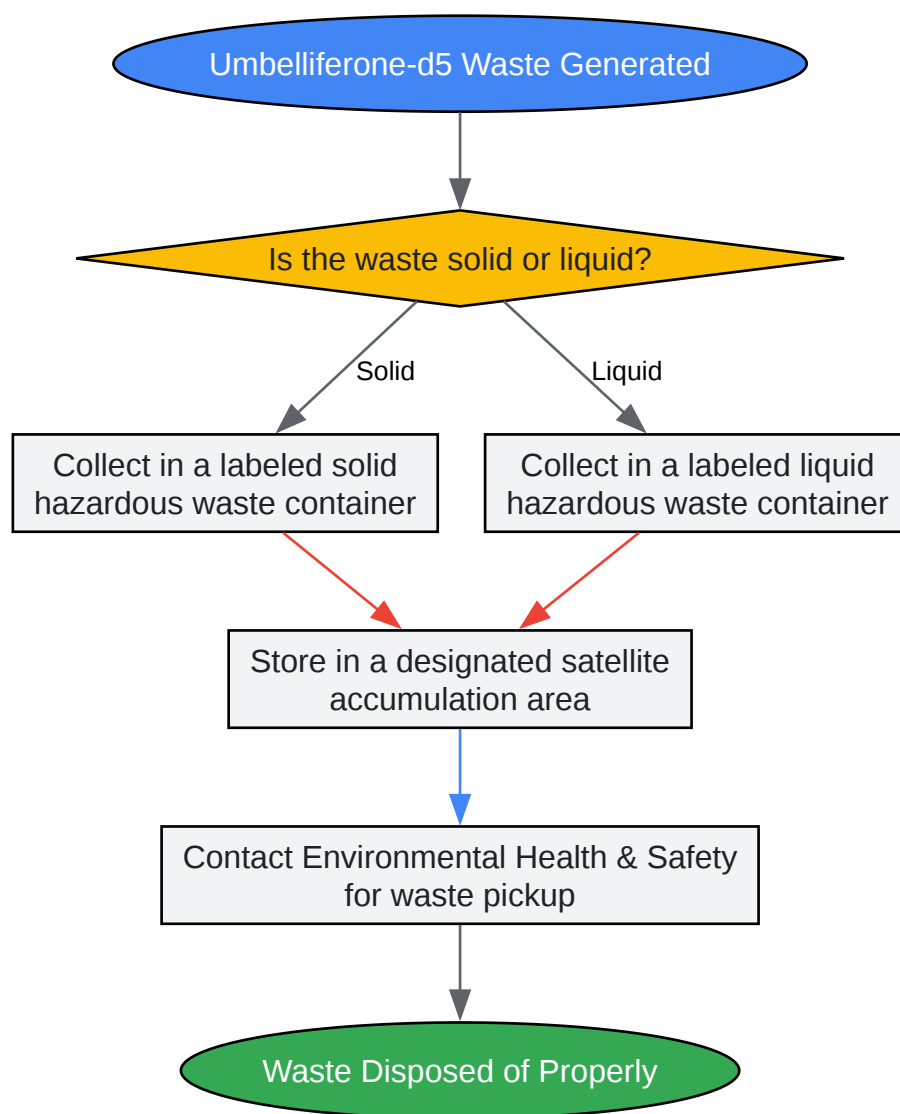 Umbelliferone-d5 Waste Generated
Is the waste solid or liquid?
Solid
Liquid
Collect in a labeled solid
hazardous waste container
Collect in a labeled liquid
hazardous waste container
Store in a designated satellite
accumulation area
Contact Environmental Health & Safety
for waste pickup
Waste Disposed of Properly